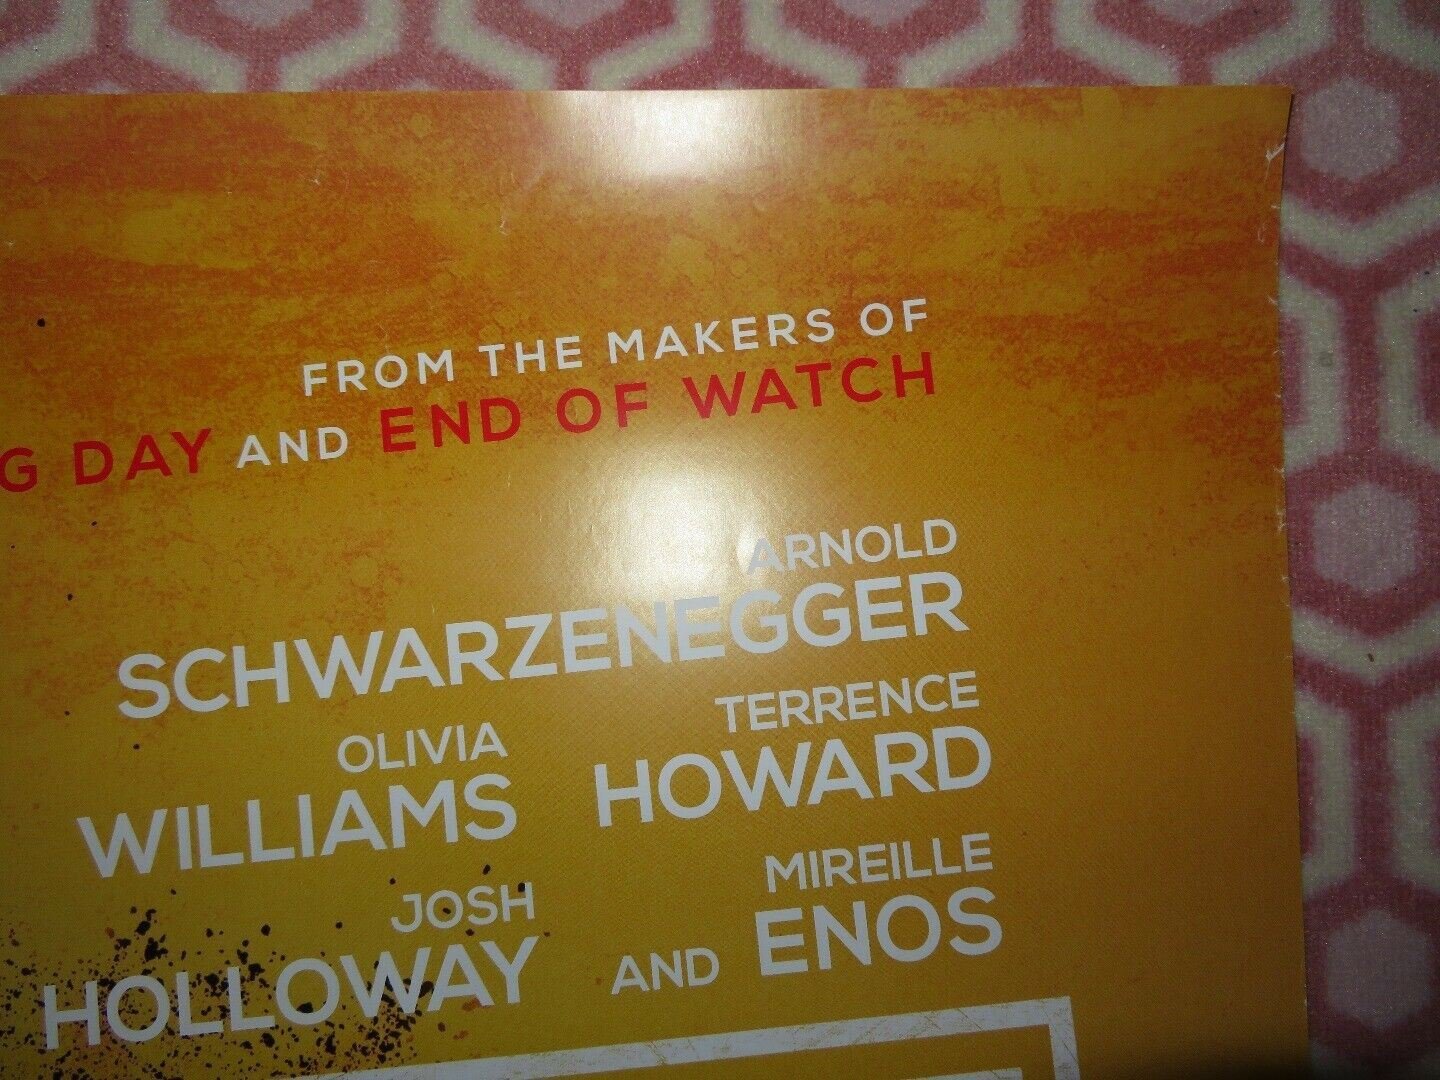 FROM THE MAKERS OF
G DAY AND END OF WATCH
ARNOLD
SCHWARZENEGGER
OLIVIA
WILLIAMS
TERRENCE
HOWARD
JOSH
HOLLOWAY
AND
MIREILLE
ENOS